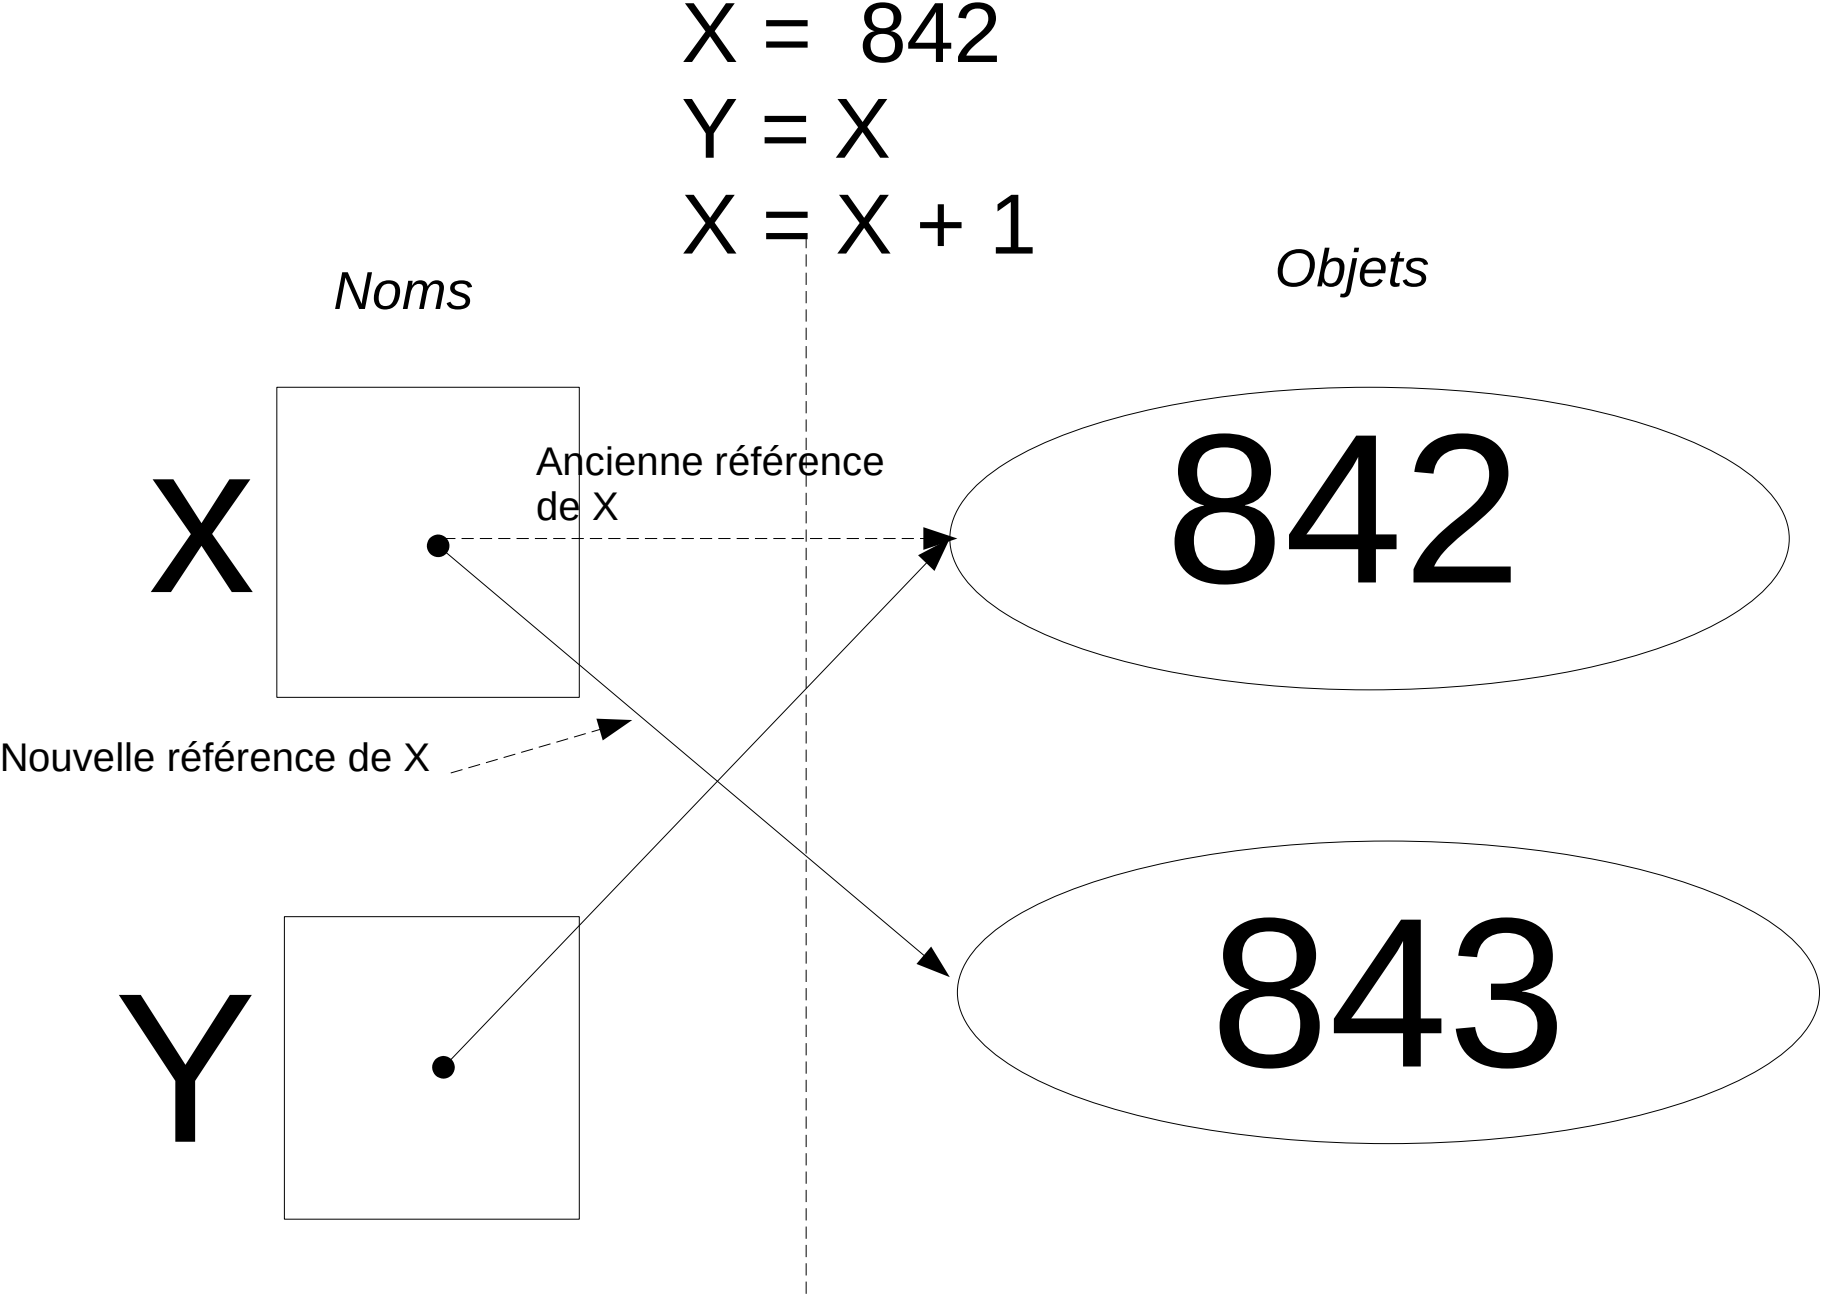 X =  842
Y = X
X = X + 1
Noms
Objets
Ancienne référence
de X
x
842
Nouvelle référence de X
Y
843